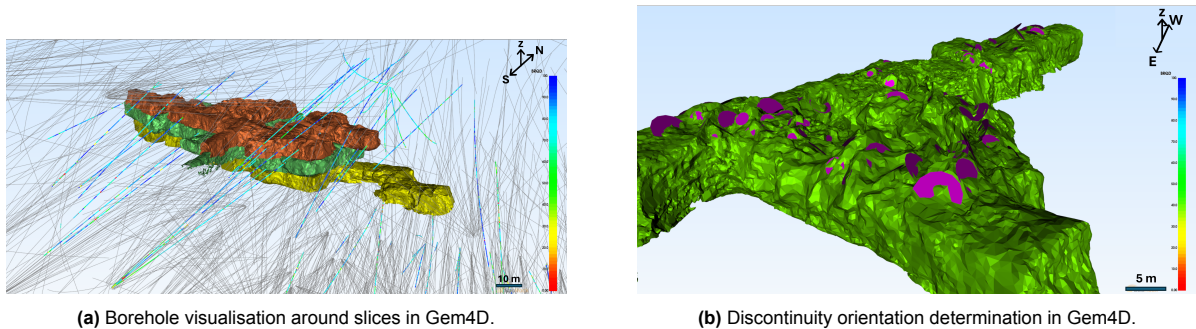 z
N
S
10 m
(a) Borehole visualisation around slices in Gem4D.
z
W
E
5 m
(b) Discontinuity orientation determination in Gem4D.